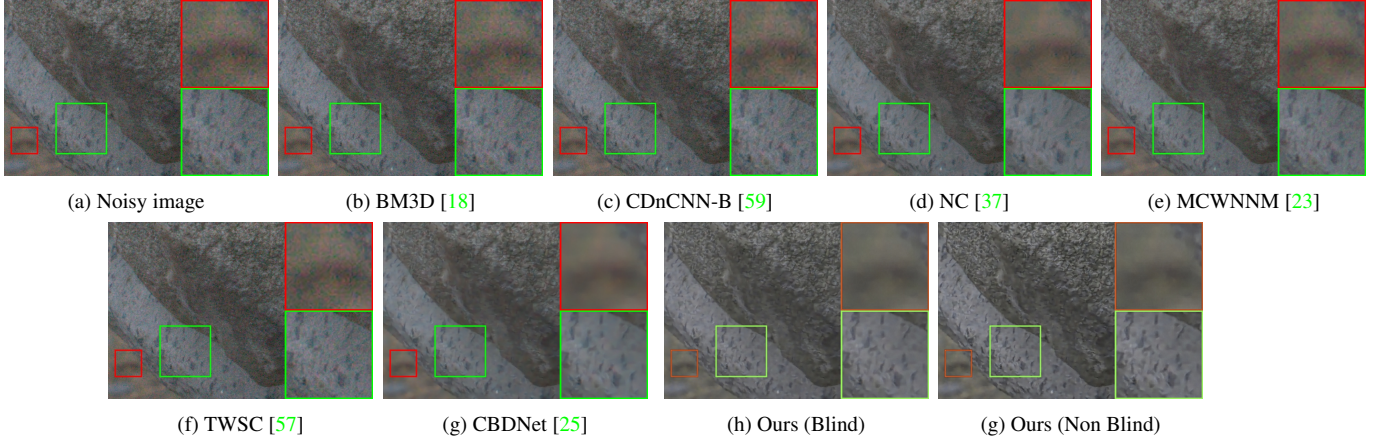 (a) Noisy image
(b) BM3D [18]
(c) CDnCNN-B [59]
(d) NC [37]
(e) MCWNNM [23]
(f) TWSC [57]
(g) CBDNet [25]
(h) Ours (Blind)
(g) Ours (Non Blind)